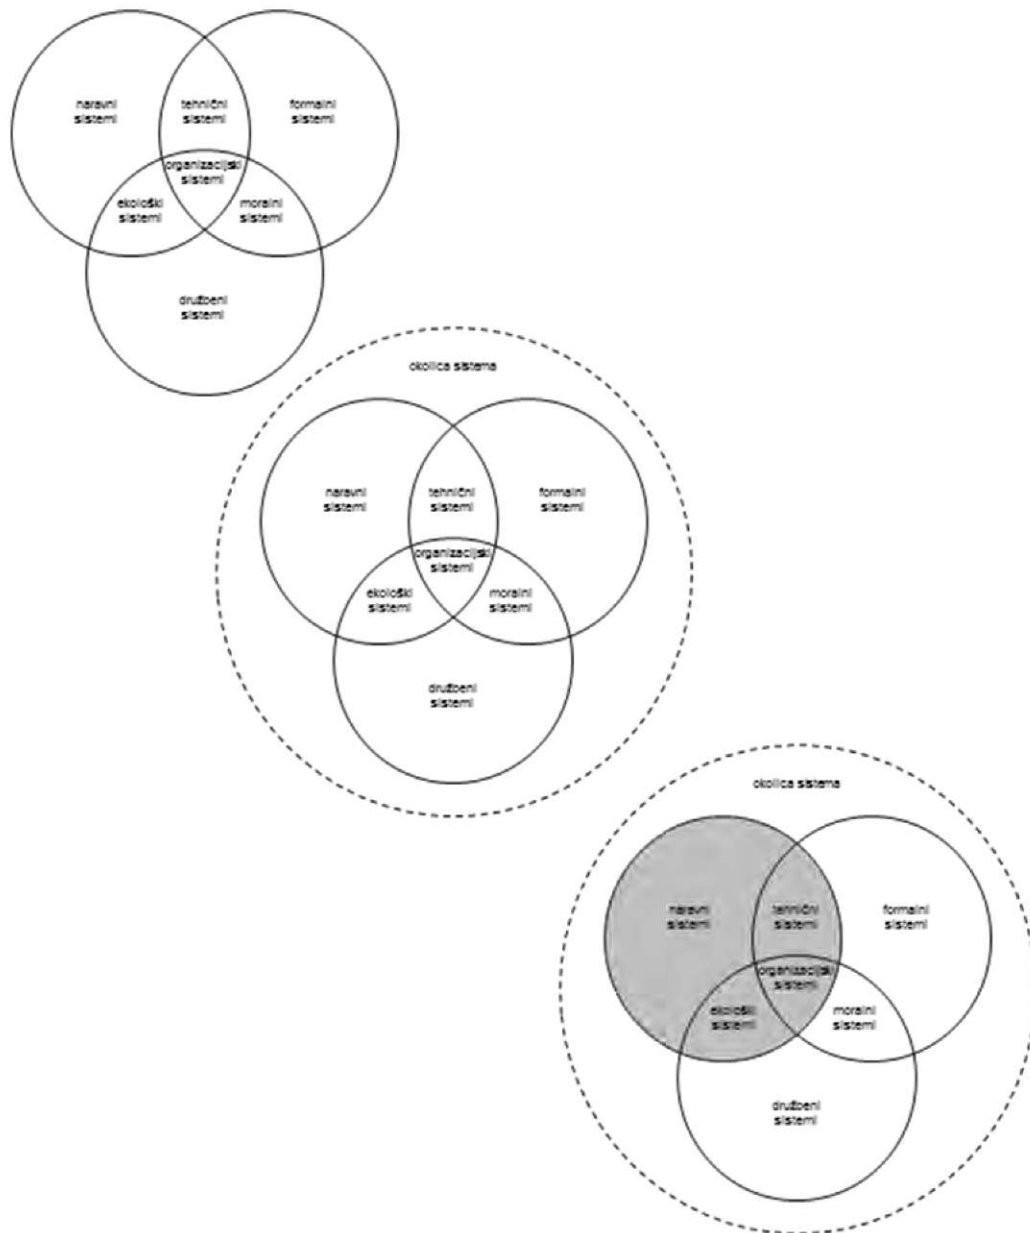 naravni
sistemi
tehnični
sistemi
formalni
sistemi
organizacijski
sistemi
ekološki
sistemi
moralni
sistemi
družbeni
sistemi
okolica sistema
naravni
sistemi
tehnični
sistemi
formalni
sistemi
organizacijski
sistemi
ekološki
sistemi
moralni
sistemi
družbeni
sistemi
okolica sistema
naravni
sistemi
tehnični
sistemi
formalni
sistemi
organizacijski
sistemi
ekološki
sistemi
moralni
sistemi
družbeni
sistemi